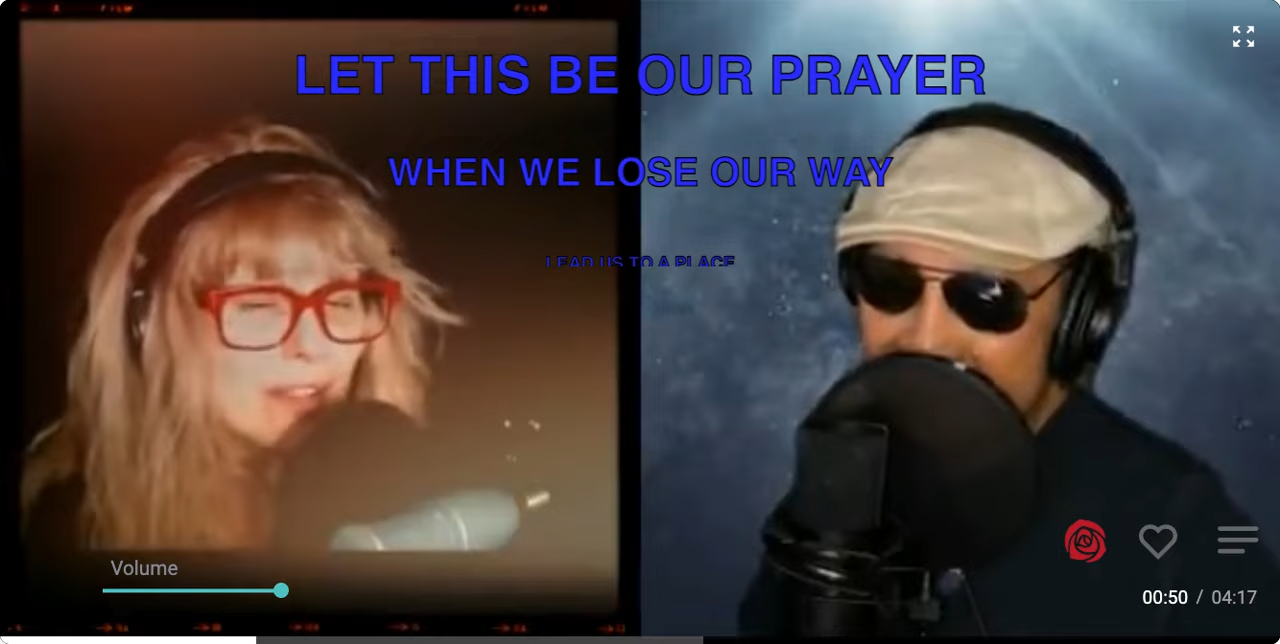 LET THIS BE OUR PRAYER
WHEN WE LOSE OUR WAY
LEAD US TO A PLACE
Volume
00:50 / 04:17